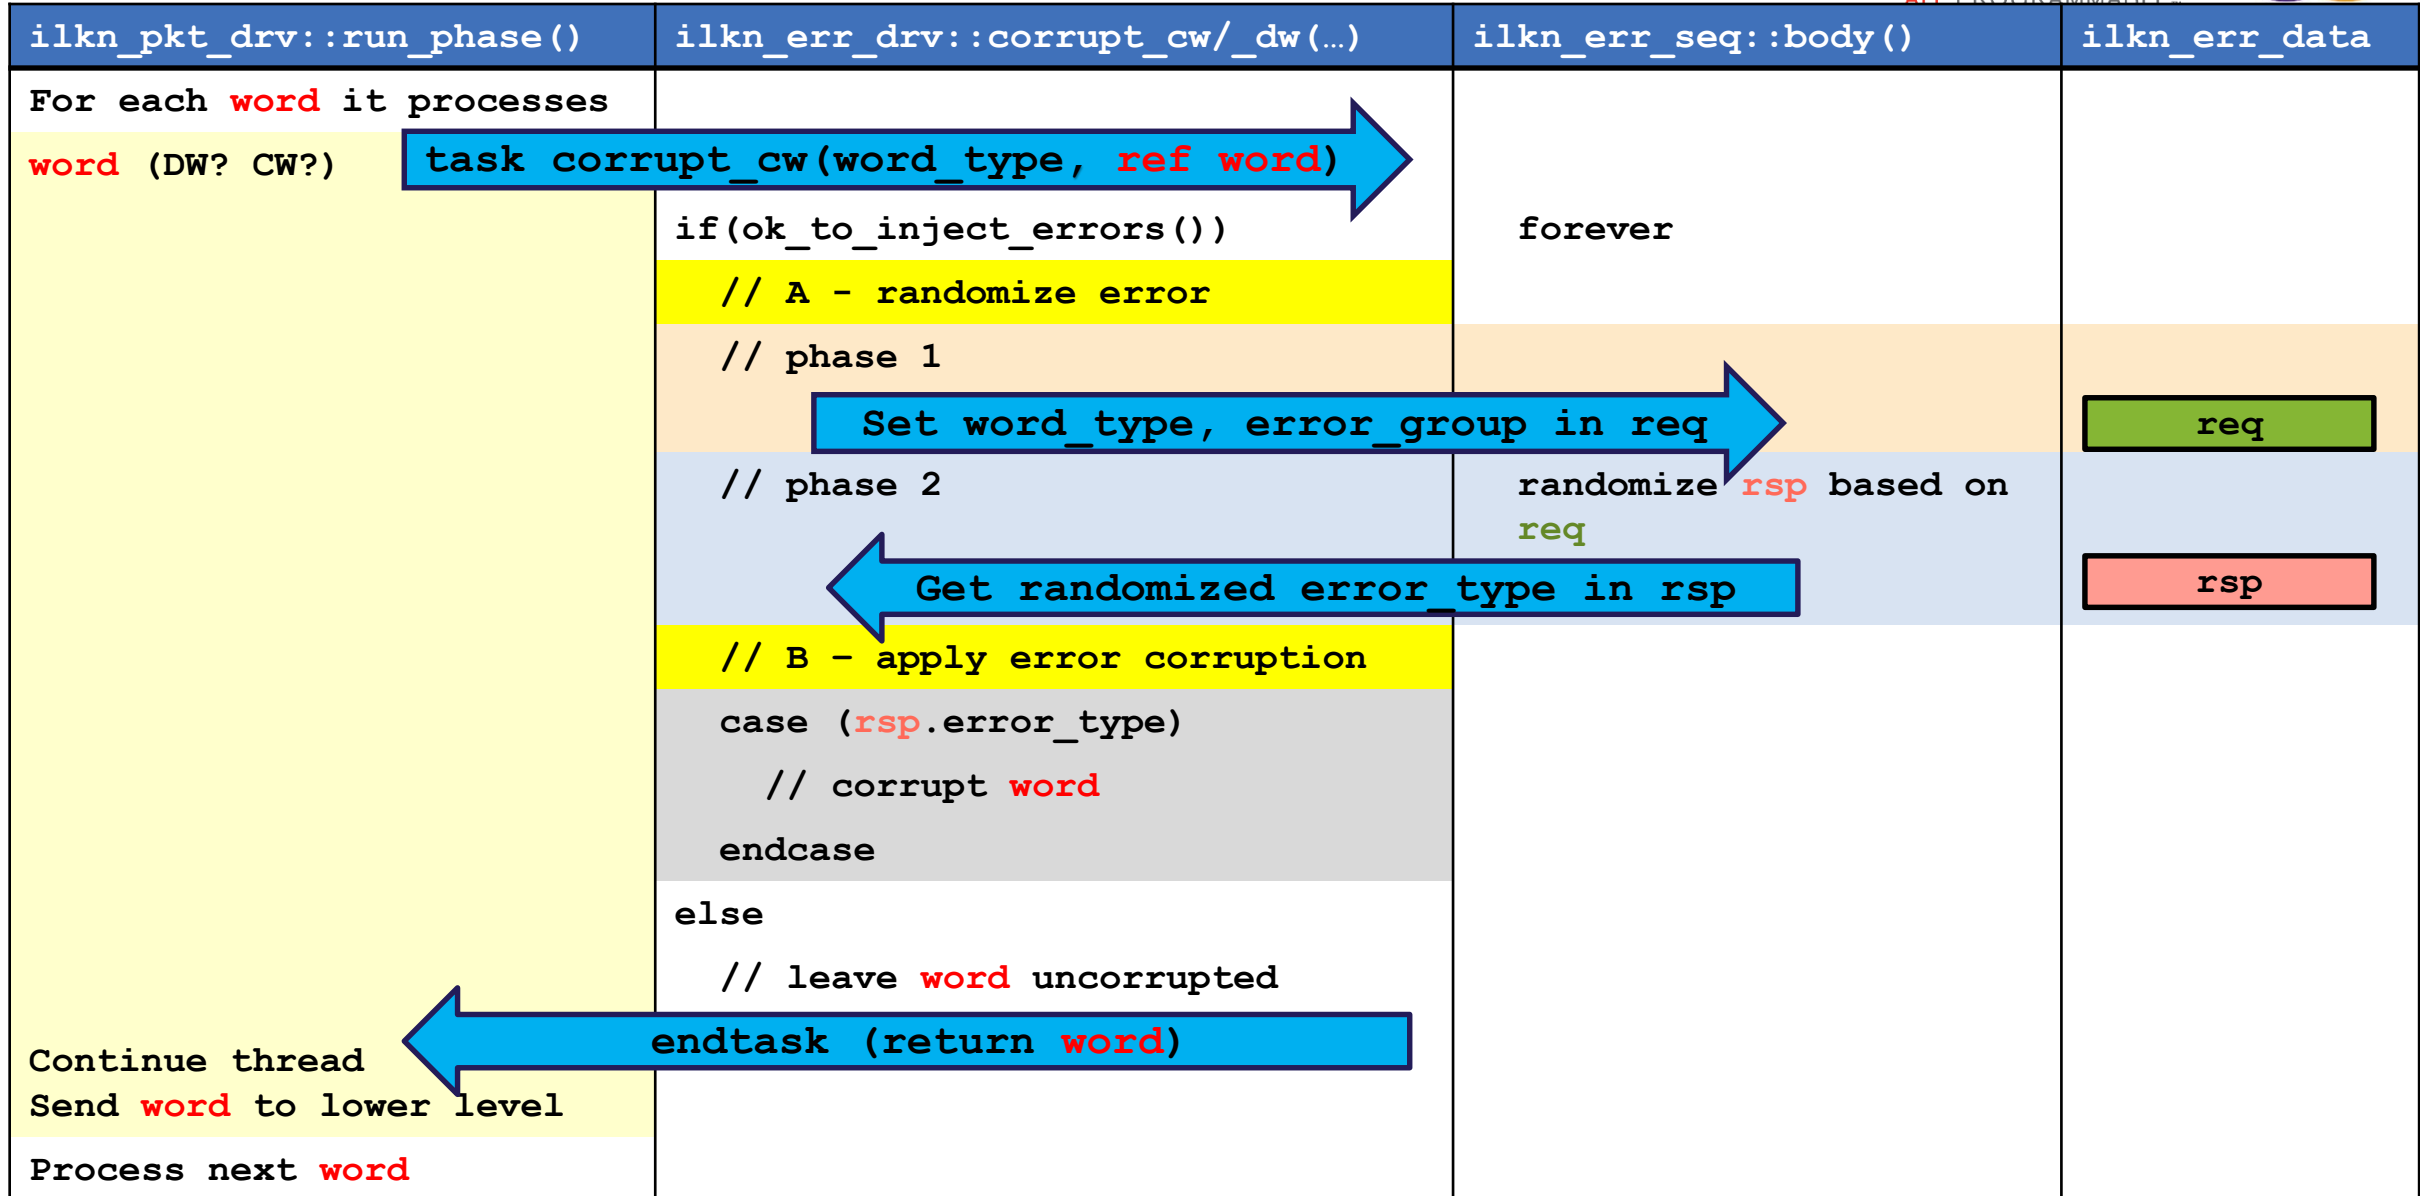 ilkn_pkt_drv::run_phase()
ilkn_err_drv::corrupt_cw/_dw(…)
ilkn_err_seq::body()
ilkn_err_data
For each word it processes
word (DW? CW?)
task corrupt_cw(word_type, ref word)
if(ok_to_inject_errors())
forever
// A - randomize error
// phase 1
Set word_type, error_group in req
req
// phase 2
randomize rsp based on
req
Get randomized error_type in rsp
rsp
// B – apply error corruption
case (rsp.error_type)
// corrupt word
endcase
else
// leave word uncorrupted
endtask (return word)
Continue thread
Send word to lower level
Process next word